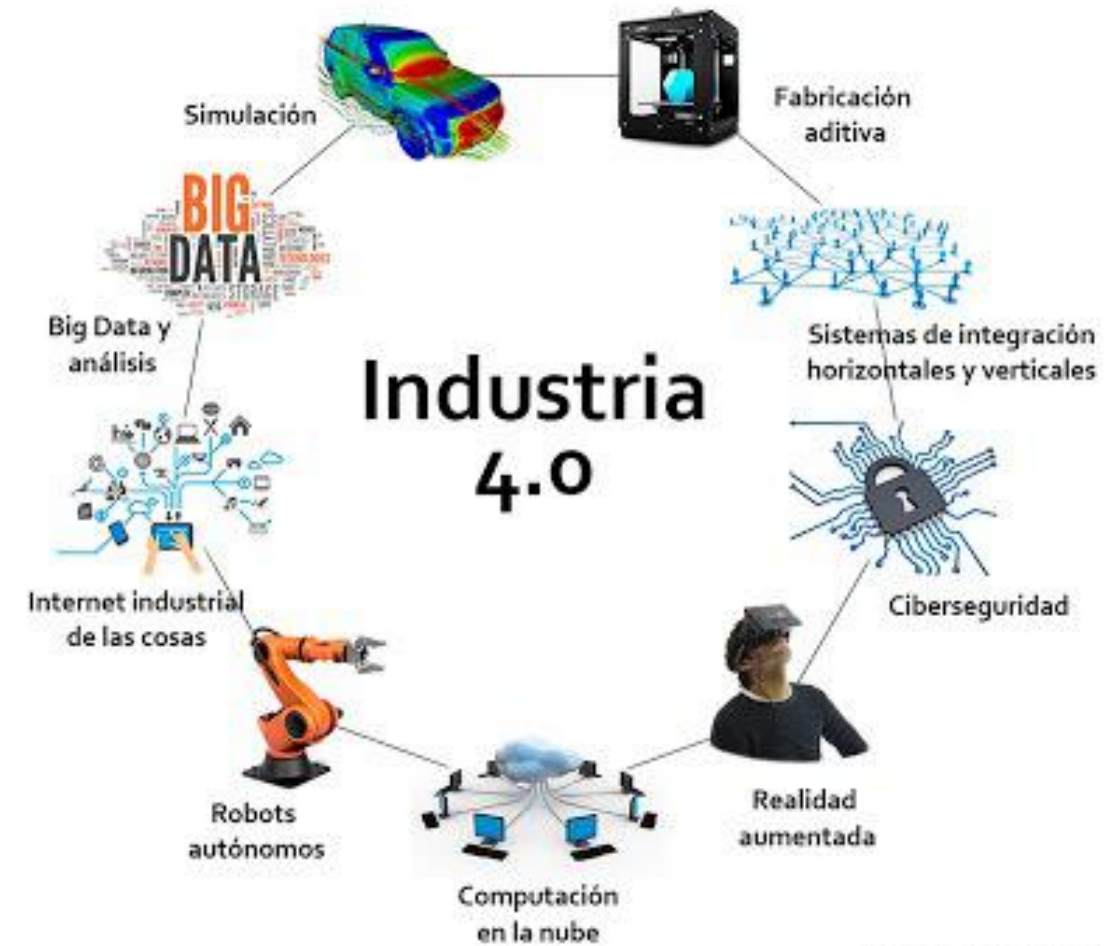 Simulación
Fabricación
aditiva
BIG
DATA
STORAGE
Big Data y
análisis
Sistemas de integración
horizontales y verticales
Industria
4.0
Internet industrial
de las cosas
Ciberseguridad
Robots
autónomos
Realidad
aumentada
Computación
en la nube